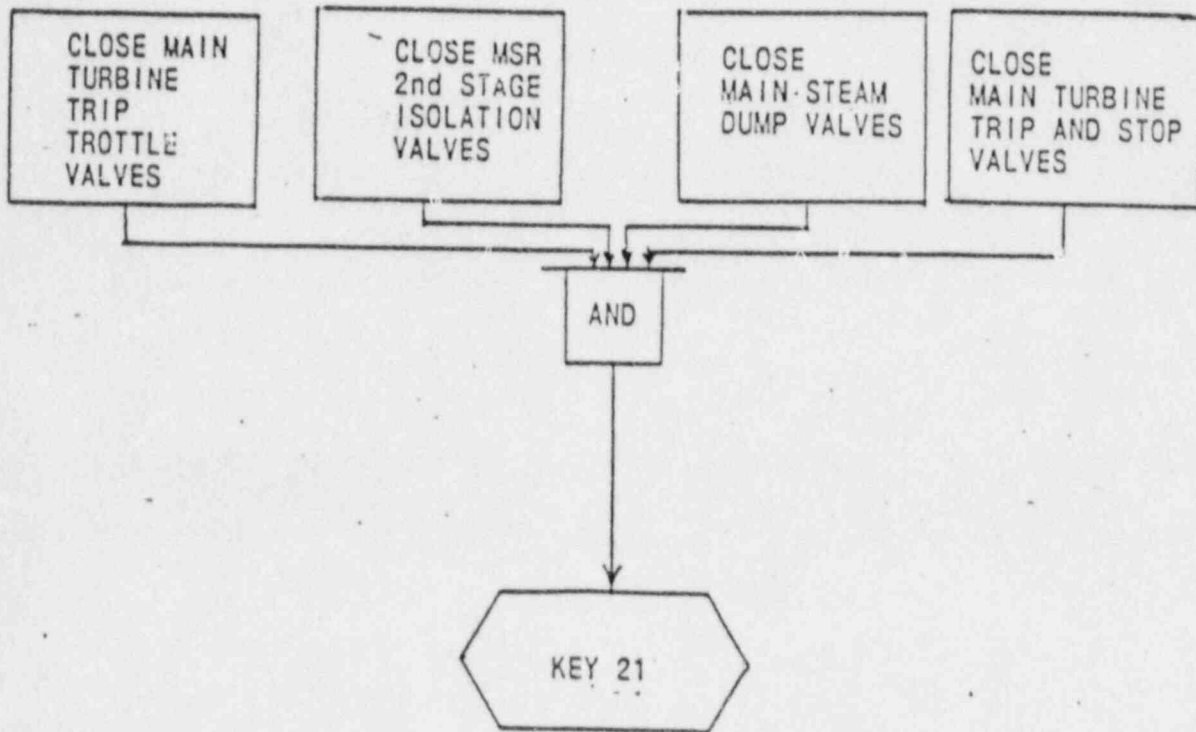 CLOSE MAIN
TURBINE
TRIP
TROTTLE
VALVES
CLOSE MSR
2nd STAGE
ISOLATION
VALVES
CLOSE
MAIN-STEAM
DUMP VALVES
CLOSE
MAIN TURBINE
TRIP AND STOP
VALVES
AND
KEY 21